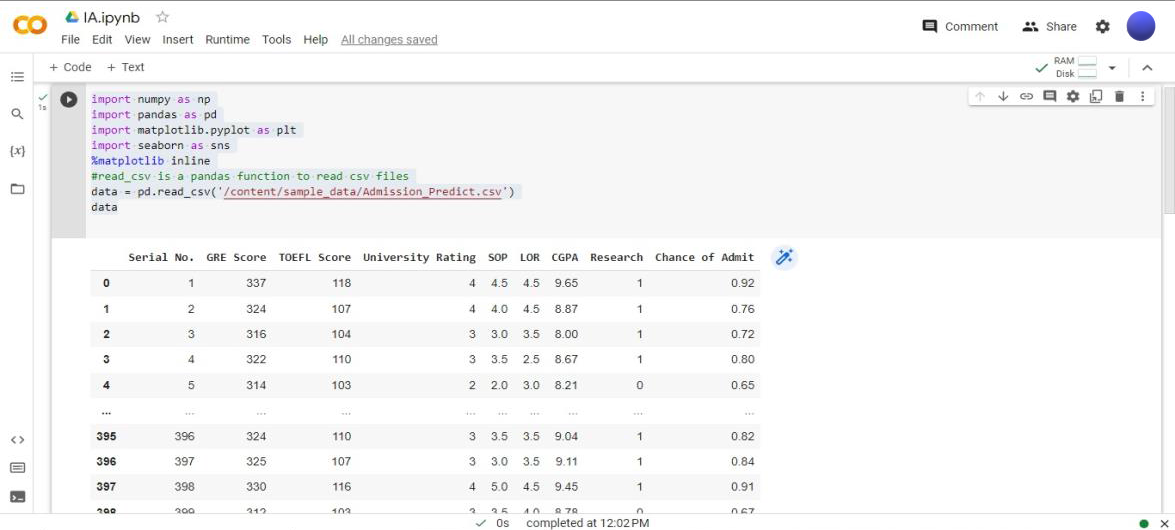 IA.ipynb
File Edit View Insert Runtime Tools Help All changes saved
Comment Share
+ Code + Text
RAM
Disk
1s
import numpy as np
import pandas as pd
import matplotlib.pyplot as plt
import seaborn as sns
%matplotlib inline
#read_csv is a pandas function to read csv files
data = pd.read_csv('/content/sample_data/Admission_Predict.csv')
data
{x}
Serial No. GRE Score TOEFL Score University Rating SOP LOR CGPA Research Chance of Admit
0 1 337 118 4 4.5 4.5 9.65 1 0.92
1 2 324 107 4 4.0 4.5 8.87 1 0.76
2 3 316 104 3 3.0 3.5 8.00 1 0.72
3 4 322 110 3 3.5 2.5 8.67 1 0.80
4 5 314 103 2 2.0 3.0 8.21 0 0.65
... ... ... ... ... ... ... ... ... ...
395 396 324 110 3 3.5 3.5 9.04 1 0.82
396 397 325 107 3 3.0 3.5 9.11 1 0.84
397 398 330 116 4 5.0 4.5 9.45 1 0.91
398 399 312 103 3 3.5 4.0 8.78 0.67
0s completed at 12:02 PM